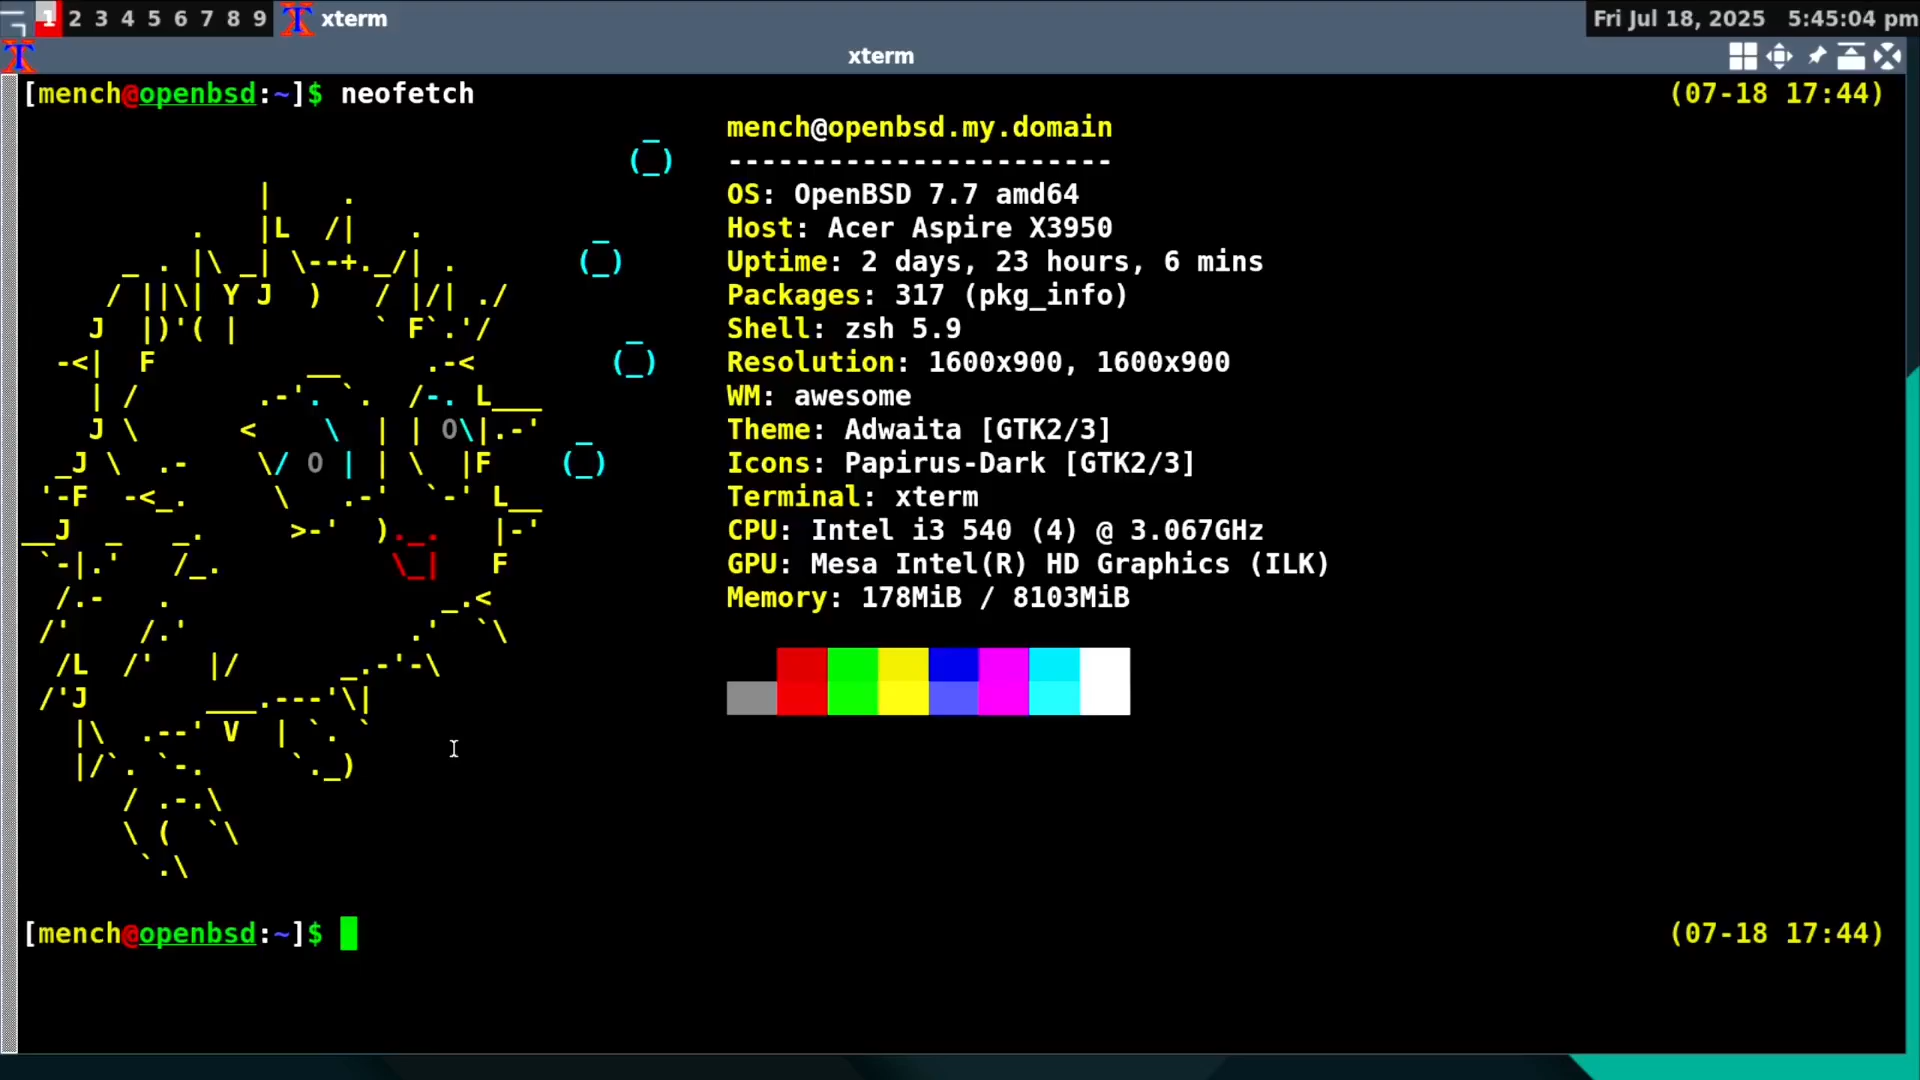 1 2 3 4 5 6 7 8 9 xterm Fri Jul 18, 2025 5:45:04 pm
xterm
[mench@openbsd:~]$ neofetch (07-18 17:44)
mench@openbsd.my.domain
-----------------------
OS: OpenBSD 7.7 amd64
Host: Acer Aspire X3950
Uptime: 2 days, 23 hours, 6 mins
Packages: 317 (pkg_info)
Shell: zsh 5.9
Resolution: 1600x900, 1600x900
WM: awesome
Theme: Adwaita [GTK2/3]
Icons: Papirus-Dark [GTK2/3]
Terminal: xterm
CPU: Intel i3 540 (4) @ 3.067GHz
GPU: Mesa Intel(R) HD Graphics (ILK)
Memory: 178MiB / 8103MiB
[mench@openbsd:~]$ (07-18 17:44)